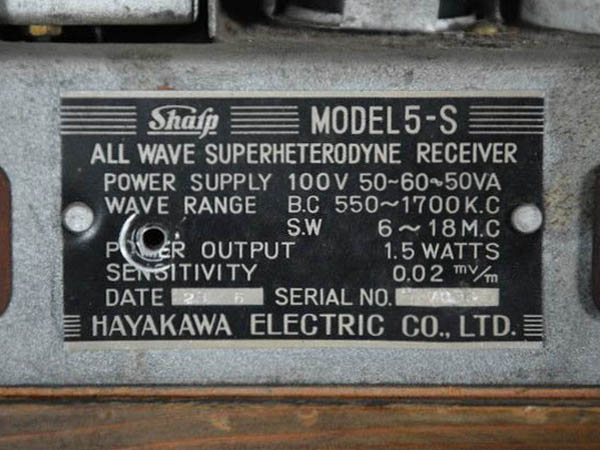 Sharp MODEL 5-S
ALL WAVE SUPERHETERODYNE RECEIVER
POWER SUPPLY 100V 50~60~50VA
WAVE RANGE B.C 550~1700K.C
S.W 6~18M.C
POWER OUTPUT 1.5 WATTS
SENSITIVITY 0.02 mv/m
DATE SERIAL NO.
HAYAKAWA ELECTRIC CO., LTD.